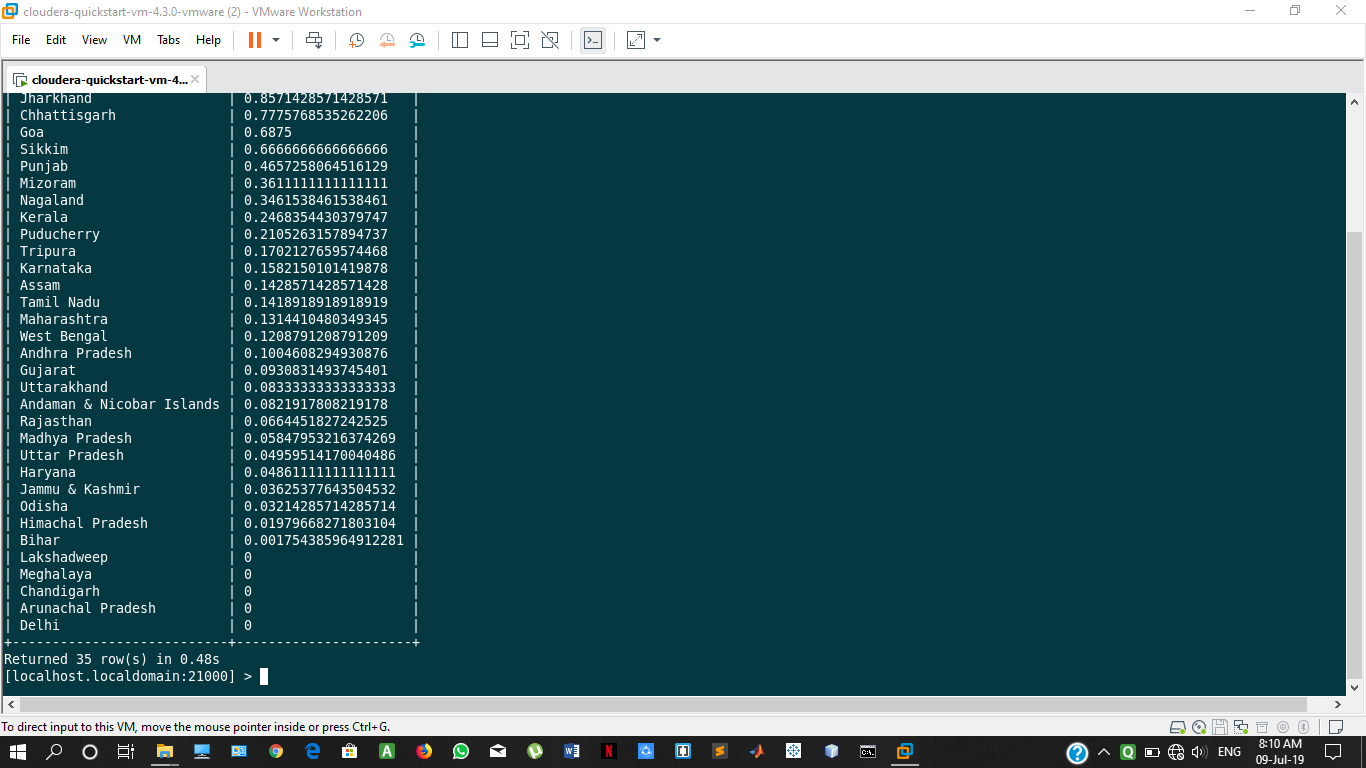 cloudera-quickstart-vm-4.3.0-vmware (2) - VMware Workstation
File Edit View VM Tabs Help
cloudera-quickstart-vm-4...
| Jharkhand | 0.8571428571428571 |
| Chhattisgarh | 0.7775768535262206 |
| Goa | 0.6875 |
| Sikkim | 0.6666666666666666 |
| Punjab | 0.4657258064516129 |
| Mizoram | 0.3611111111111111 |
| Nagaland | 0.3461538461538461 |
| Kerala | 0.2468354430379747 |
| Puducherry | 0.2105263157894737 |
| Tripura | 0.1702127659574468 |
| Karnataka | 0.1582150101419878 |
| Assam | 0.1428571428571428 |
| Tamil Nadu | 0.1418918918918919 |
| Maharashtra | 0.1314410480349345 |
| West Bengal | 0.1208791208791209 |
| Andhra Pradesh | 0.1004608294930876 |
| Gujarat | 0.0930831493745401 |
| Uttarakhand | 0.08333333333333333 |
| Andaman & Nicobar Islands | 0.0821917808219178 |
| Rajasthan | 0.0664451827242525 |
| Madhya Pradesh | 0.05847953216374269 |
| Uttar Pradesh | 0.04959514170040486 |
| Haryana | 0.04861111111111111 |
| Jammu & Kashmir | 0.03625377643504532 |
| Odisha | 0.03214285714285714 |
| Himachal Pradesh | 0.01979668271803104 |
| Bihar | 0.001754385964912281 |
| Lakshadweep | 0 |
| Meghalaya | 0 |
| Chandigarh | 0 |
| Arunachal Pradesh | 0 |
| Delhi | 0 |
+----------------------------+----------------------+
Returned 35 row(s) in 0.48s
[localhost.localdomain:21000] >
To direct input to this VM, move the mouse pointer inside or press Ctrl+G.
ENG
8:10 AM
09-Jul-19